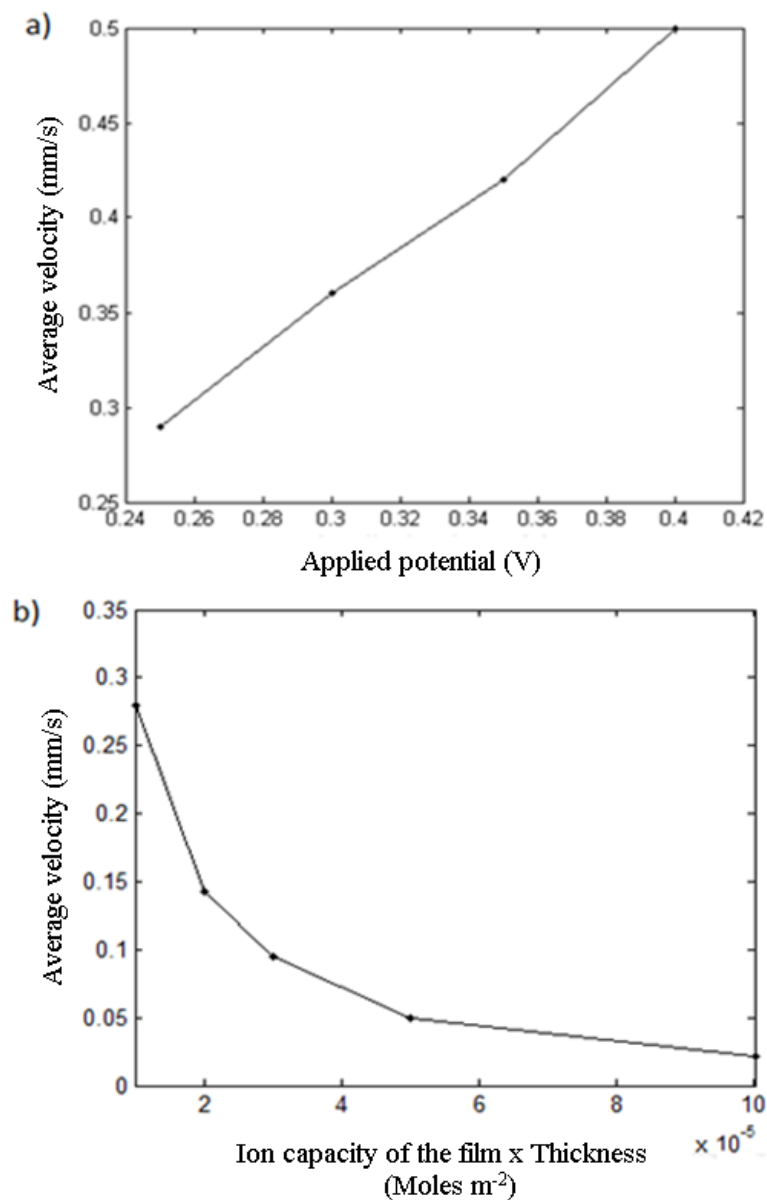 a)
0.5
0.45
0.4
0.35
0.3
0.25
Average velocity (mm/s)
0.24 0.26 0.28 0.3 0.32 0.34 0.36 0.38 0.4 0.42
Applied potential (V)
b)
0.35
0.3
0.25
0.2
0.15
0.1
0.05
0
Average velocity (mm/s)
2 4 6 8 10
x 10⁻⁵
Ion capacity of the film x Thickness
(Moles m⁻²)